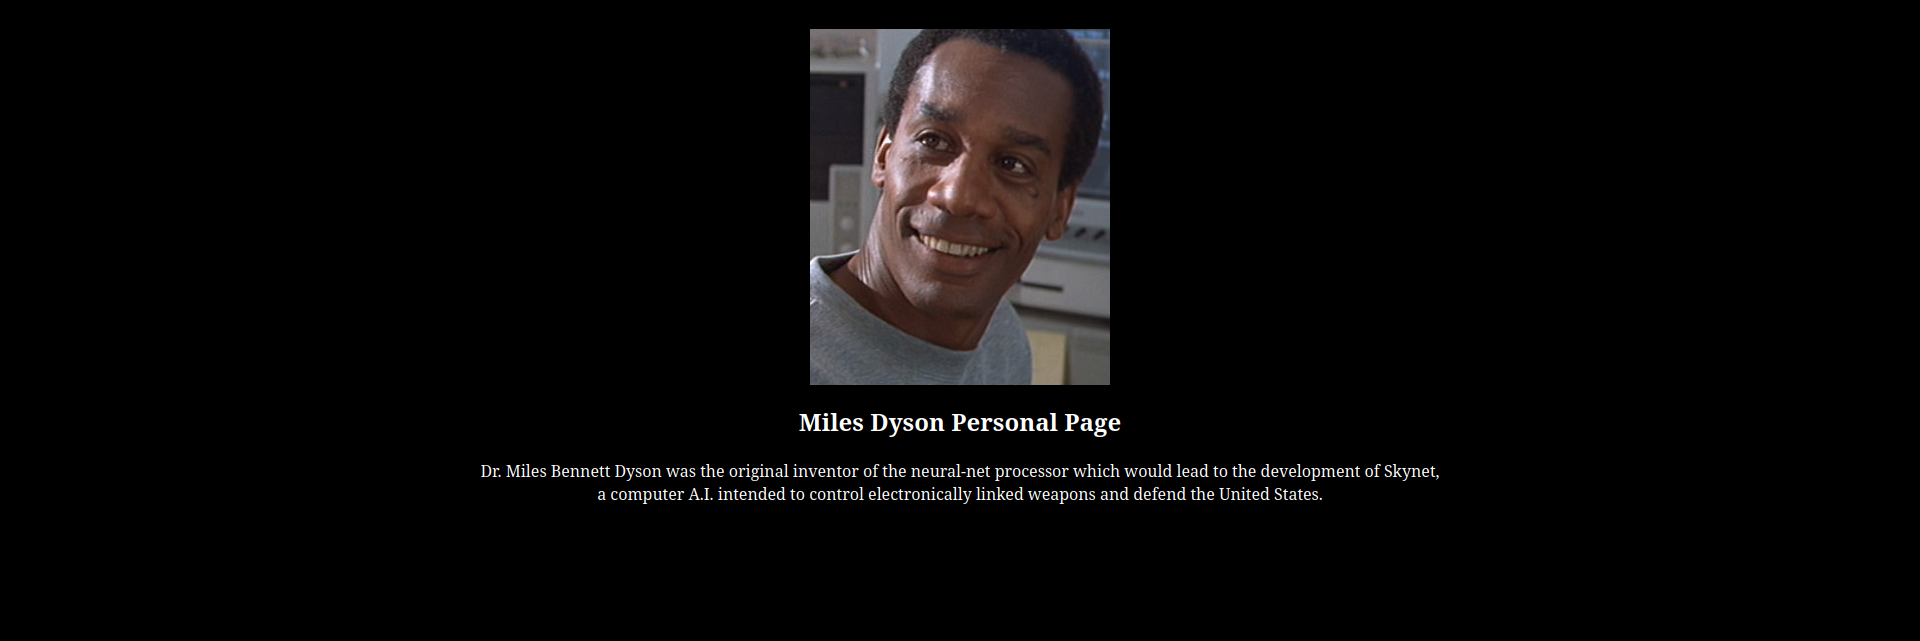 Miles Dyson Personal Page
Dr. Miles Bennett Dyson was the original inventor of the neural-net processor which would lead to the development of Skynet,
a computer A.I. intended to control electronically linked weapons and defend the United States.